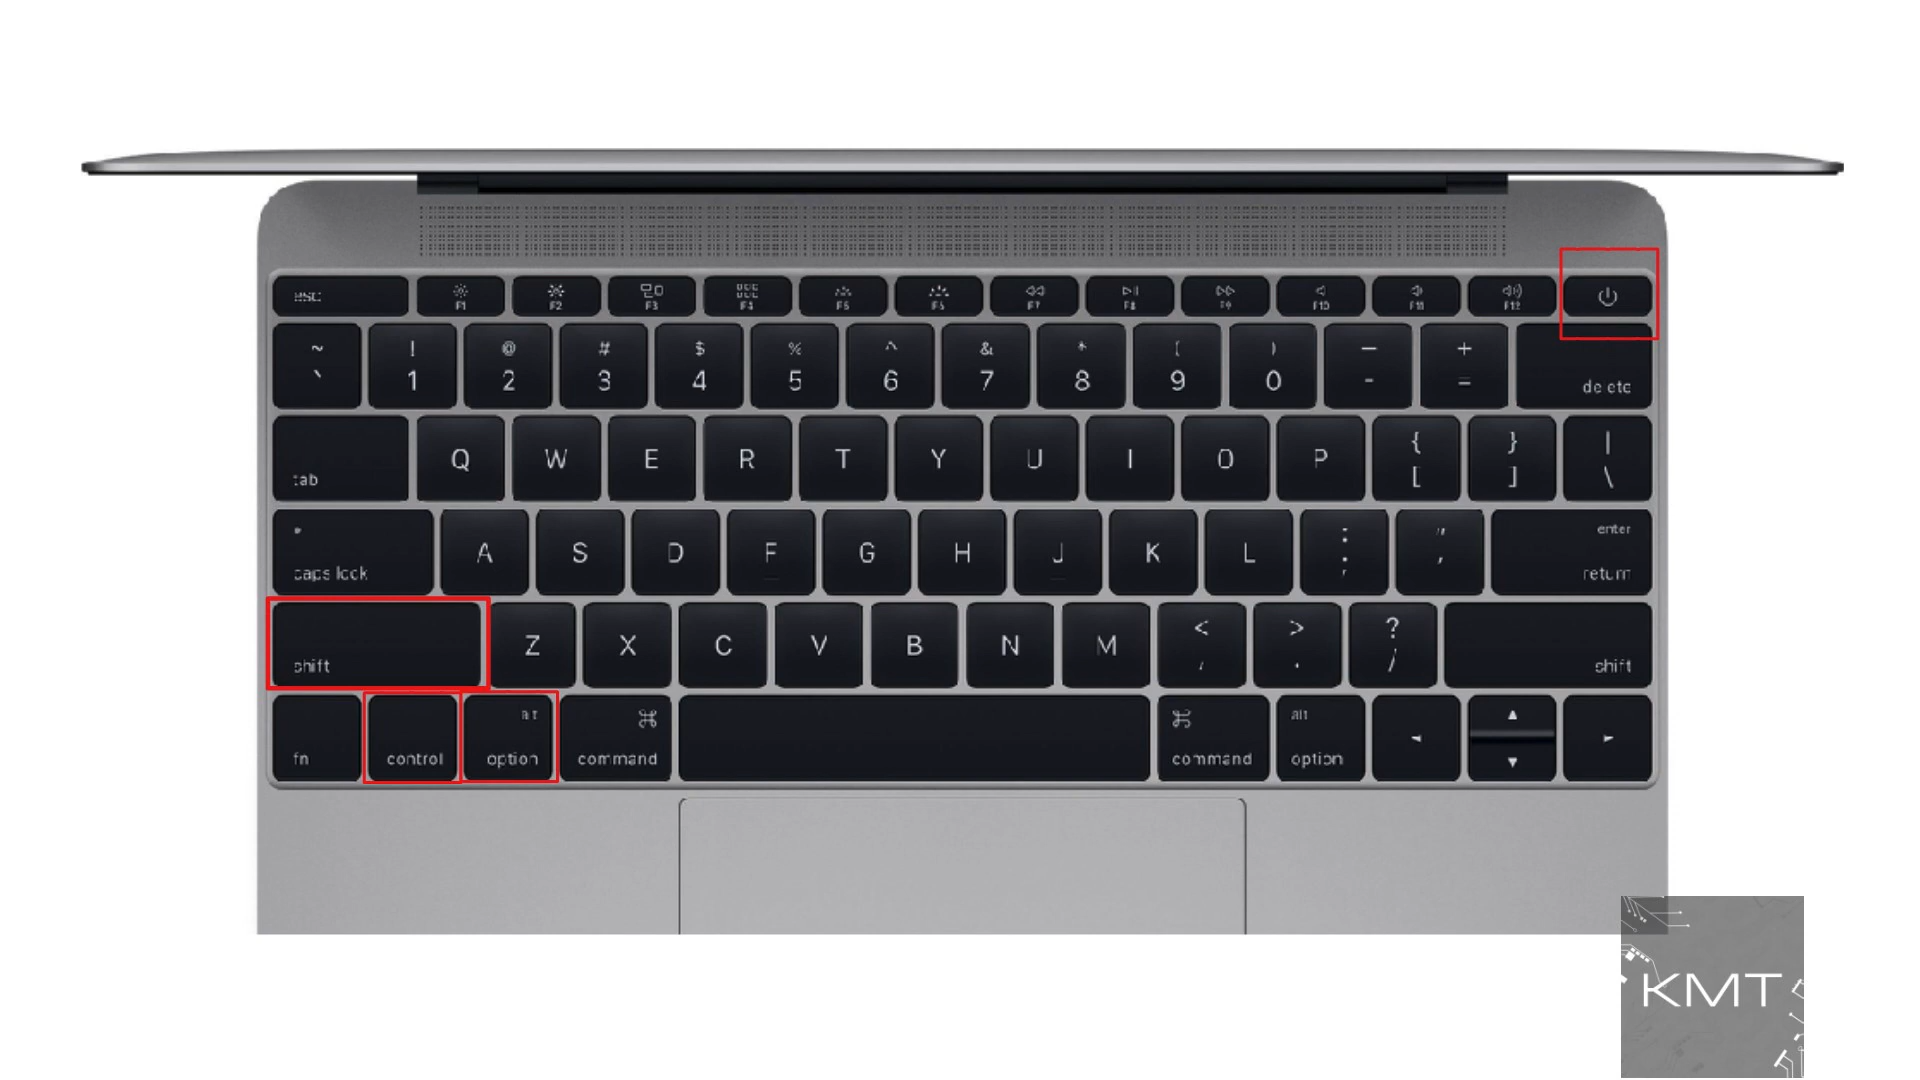 esc F1 F2 F3 F4 F5 F6 F7 F8 F9 F10 F11 F12
~ ! @ # $ % ^ & * ( ) — +
` 1 2 3 4 5 6 7 8 9 0 - = delete
tab Q W E R T Y U I O P { [ } ] | \
caps lock A S D F G H J K L : ; " ' enter return
shift Z X C V B N M < , > . ? / shift
fn control alt option ⌘ command ⌘ command alt option ◄ ▲ ▼ ►
KMT